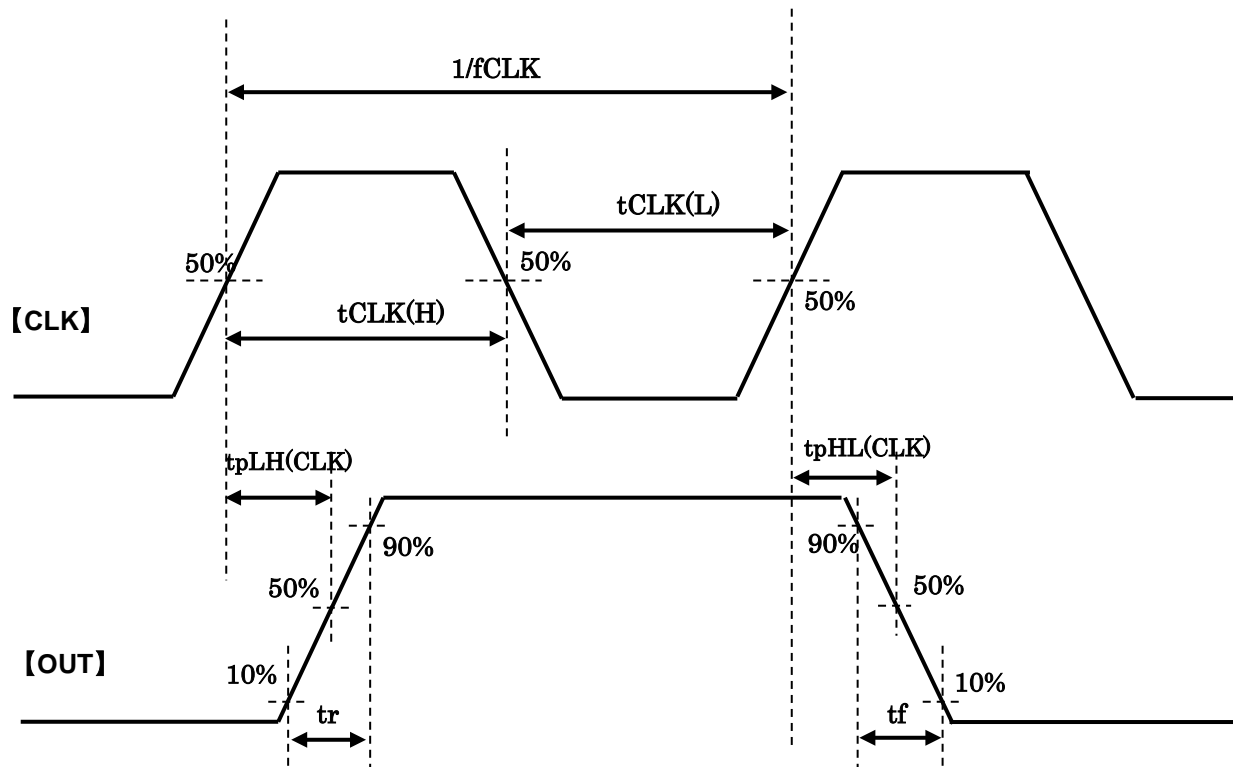 1/fCLK
tCLK(L)
50%
50%
50%
tCLK(H)
【CLK】
tpLH(CLK)
tpHL(CLK)
90%
90%
50%
50%
【OUT】
10%
10%
tr
tf